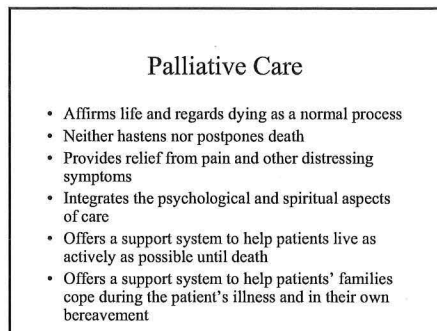 Palliative Care
• Affirms life and regards dying as a normal process
• Neither hastens nor postpones death
• Provides relief from pain and other distressing
symptoms
• Integrates the psychological and spiritual aspects
of care
• Offers a support system to help patients live as
actively as possible until death
• Offers a support system to help patients' families
cope during the patient's illness and in their own
bereavement